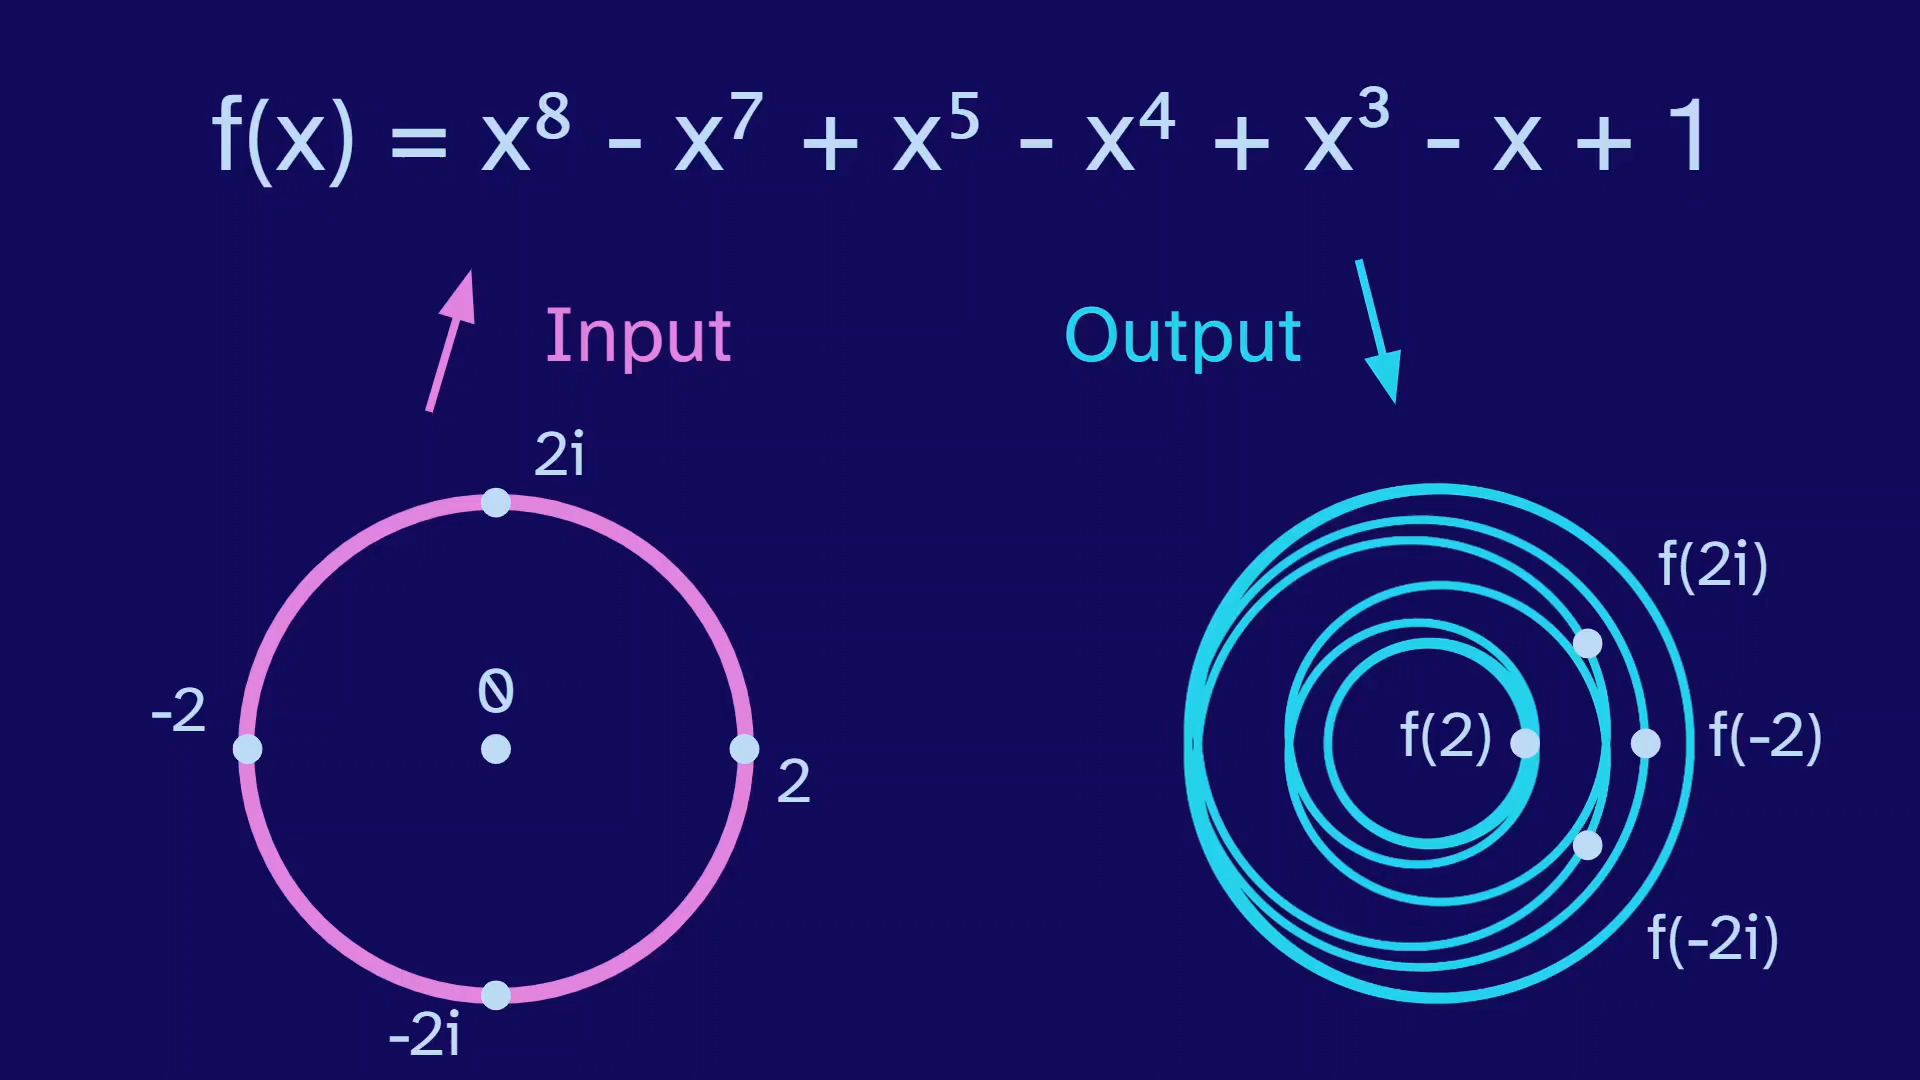 f(x) = x⁸ - x⁷ + x⁵ - x⁴ + x³ - x + 1
Input
Output
2i
-2
0
2
-2i
f(2i)
f(2)
f(-2)
f(-2i)